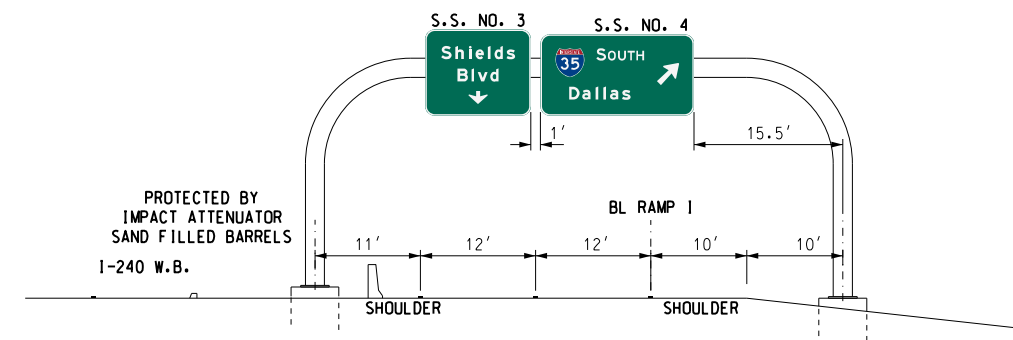 S.S. NO. 3
S.S. NO. 4
Shields
Blvd
INTERSTATE
35
SOUTH
Dallas
1'
15.5'
PROTECTED BY
IMPACT ATTENUATOR
SAND FILLED BARRELS
I-240 W.B.
BL RAMP I
11'
12'
12'
10'
10'
SHOULDER
SHOULDER